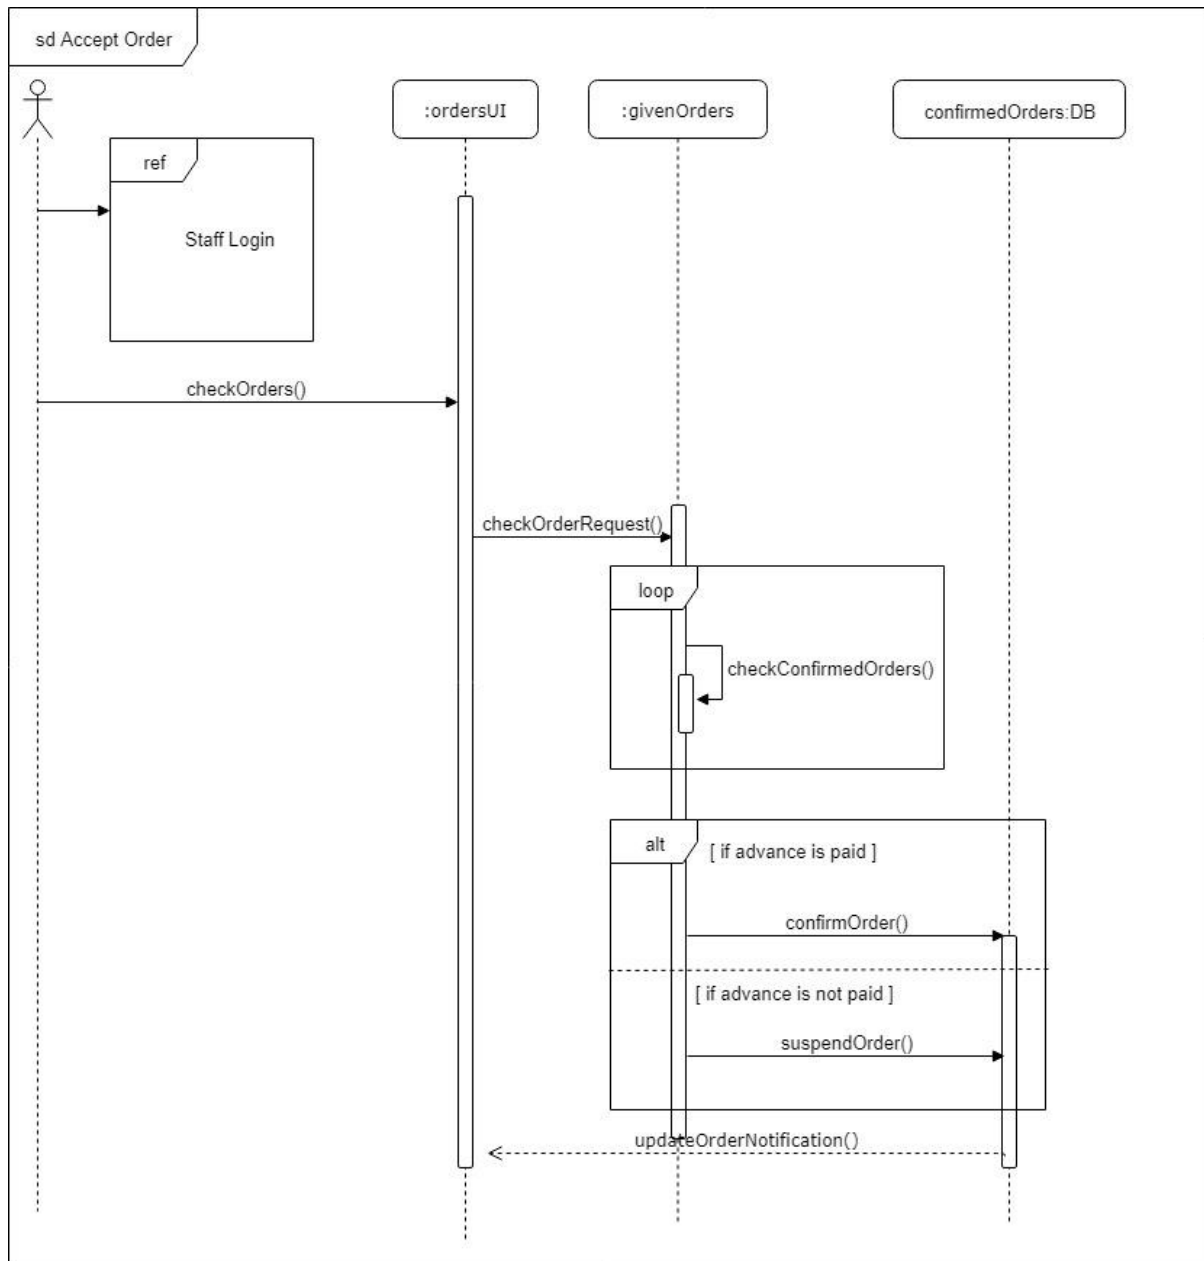 sd Accept Order
:ordersUI
:givenOrders
confirmedOrders:DB
ref
Staff Login
checkOrders()
checkOrderRequest()
loop
checkConfirmedOrders()
alt
[ if advance is paid ]
confirmOrder()
[ if advance is not paid ]
suspendOrder()
updateOrderNotification()